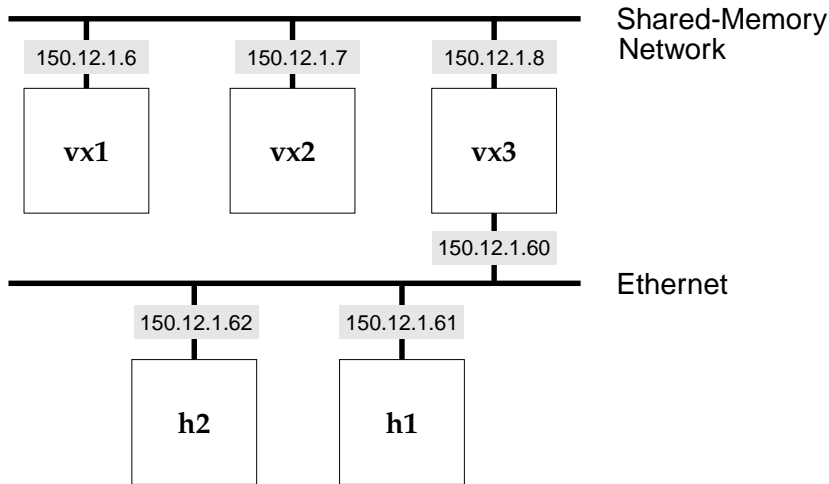 Shared-Memory
Network
150.12.1.6
150.12.1.7
150.12.1.8
vx1
vx2
vx3
150.12.1.60
Ethernet
150.12.1.62
150.12.1.61
h2
h1